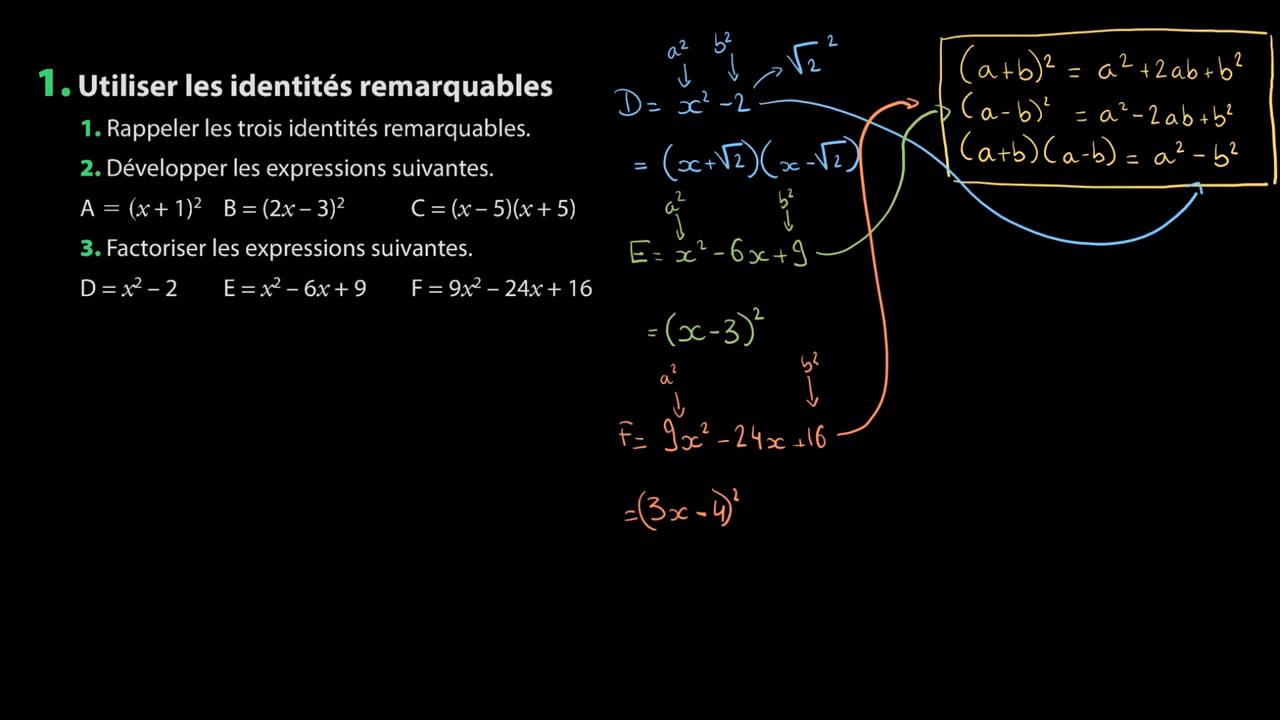 1. Utiliser les identités remarquables
1. Rappeler les trois identités remarquables.
2. Développer les expressions suivantes.
A = (x + 1)² B = (2x – 3)² C = (x – 5)(x + 5)
3. Factoriser les expressions suivantes.
D = x² – 2 E = x² – 6x + 9 F = 9x² – 24x + 16
a² b² √2²
D = x² - 2
= (x+√2)(x-√2)
a² b²
E = x² - 6x + 9
= (x - 3)²
a² b²
F = 9x² - 24x + 16
= (3x - 4)²
(a+b)² = a² + 2ab + b²
(a-b)² = a² - 2ab + b²
(a+b)(a-b) = a² - b²